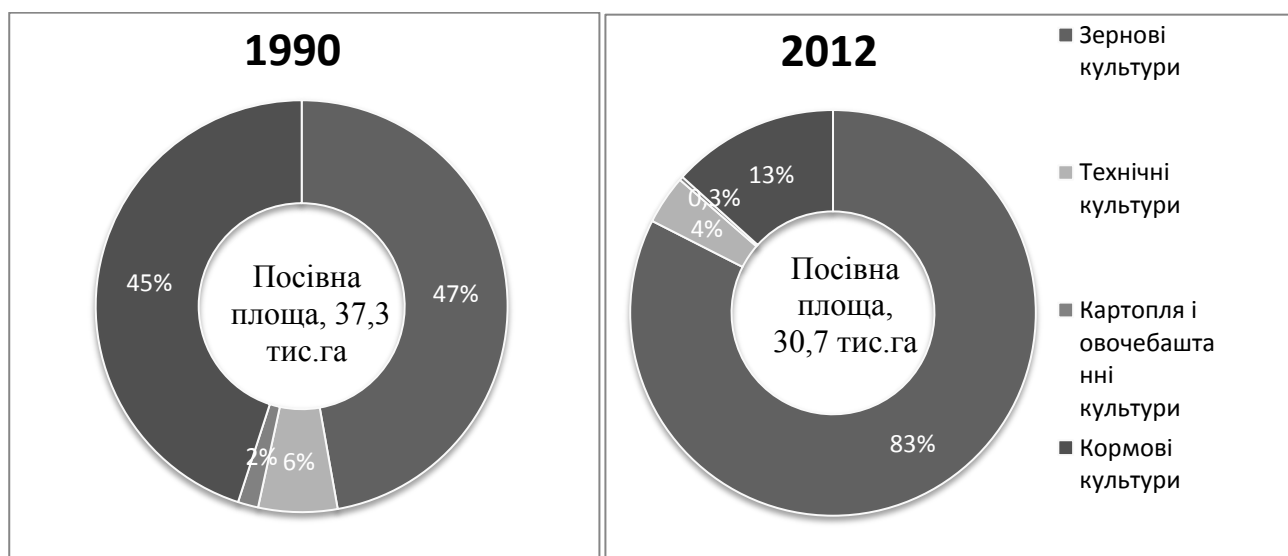 1990
45%
47%
2%
6%
Посівна
площа, 37,3
тис.га
2012
13%
0,3%
4%
83%
Посівна
площа,
30,7 тис.га
Зернові
культури
Технічні
культури
Картопля і
овочебашта
нні
культури
Кормові
культури